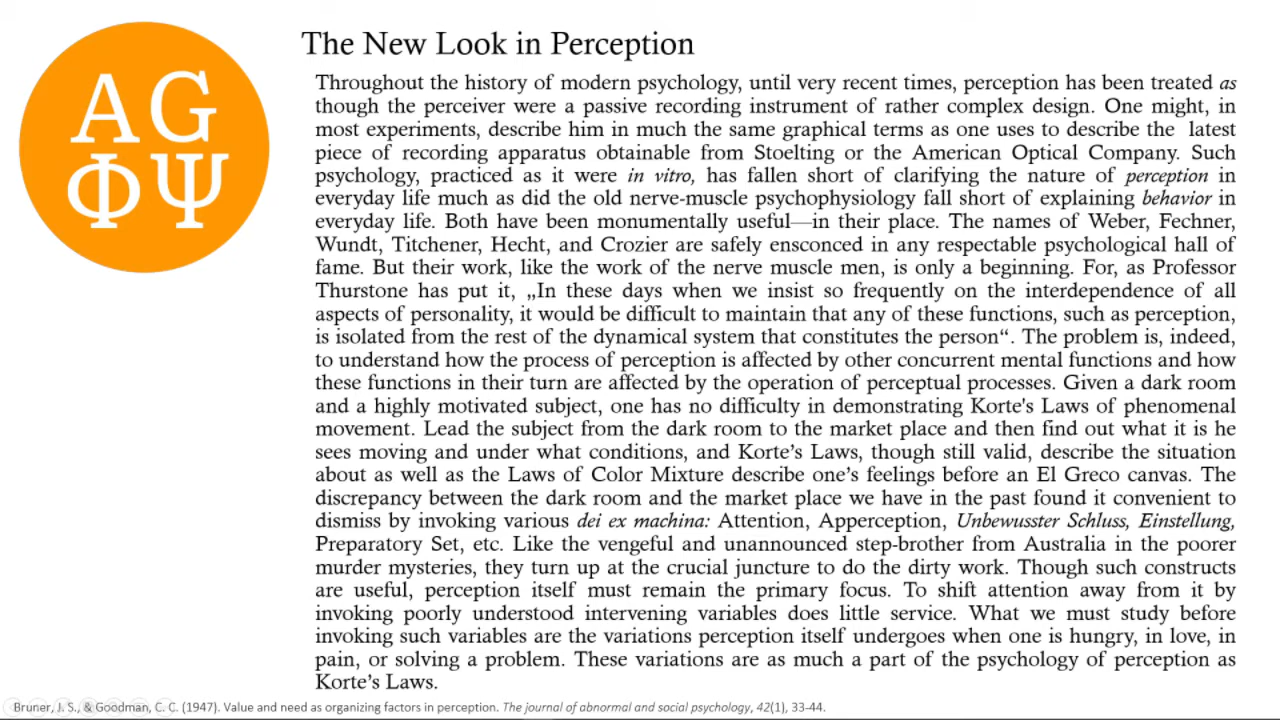 AG
ΦΨ
The New Look in Perception
Throughout the history of modern psychology, until very recent times, perception has been treated as
though the perceiver were a passive recording instrument of rather complex design. One might, in
most experiments, describe him in much the same graphical terms as one uses to describe the latest
piece of recording apparatus obtainable from Stoelting or the American Optical Company. Such
psychology, practiced as it were in vitro, has fallen short of clarifying the nature of perception in
everyday life much as did the old nerve-muscle psychophysiology fall short of explaining behavior in
everyday life. Both have been monumentally useful—in their place. The names of Weber, Fechner,
Wundt, Titchener, Hecht, and Crozier are safely ensconced in any respectable psychological hall of
fame. But their work, like the work of the nerve muscle men, is only a beginning. For, as Professor
Thurstone has put it, „In these days when we insist so frequently on the interdependence of all
aspects of personality, it would be difficult to maintain that any of these functions, such as perception,
is isolated from the rest of the dynamical system that constitutes the person“. The problem is, indeed,
to understand how the process of perception is affected by other concurrent mental functions and how
these functions in their turn are affected by the operation of perceptual processes. Given a dark room
and a highly motivated subject, one has no difficulty in demonstrating Korte's Laws of phenomenal
movement. Lead the subject from the dark room to the market place and then find out what it is he
sees moving and under what conditions, and Korte’s Laws, though still valid, describe the situation
about as well as the Laws of Color Mixture describe one’s feelings before an El Greco canvas. The
discrepancy between the dark room and the market place we have in the past found it convenient to
dismiss by invoking various dei ex machina: Attention, Apperception, Unbewusster Schluss, Einstellung,
Preparatory Set, etc. Like the vengeful and unannounced step-brother from Australia in the poorer
murder mysteries, they turn up at the crucial juncture to do the dirty work. Though such constructs
are useful, perception itself must remain the primary focus. To shift attention away from it by
invoking poorly understood intervening variables does little service. What we must study before
invoking such variables are the variations perception itself undergoes when one is hungry, in love, in
pain, or solving a problem. These variations are as much a part of the psychology of perception as
Korte’s Laws.
Bruner, J. S., & Goodman, C. C. (1947). Value and need as organizing factors in perception. The journal of abnormal and social psychology, 42(1), 33-44.